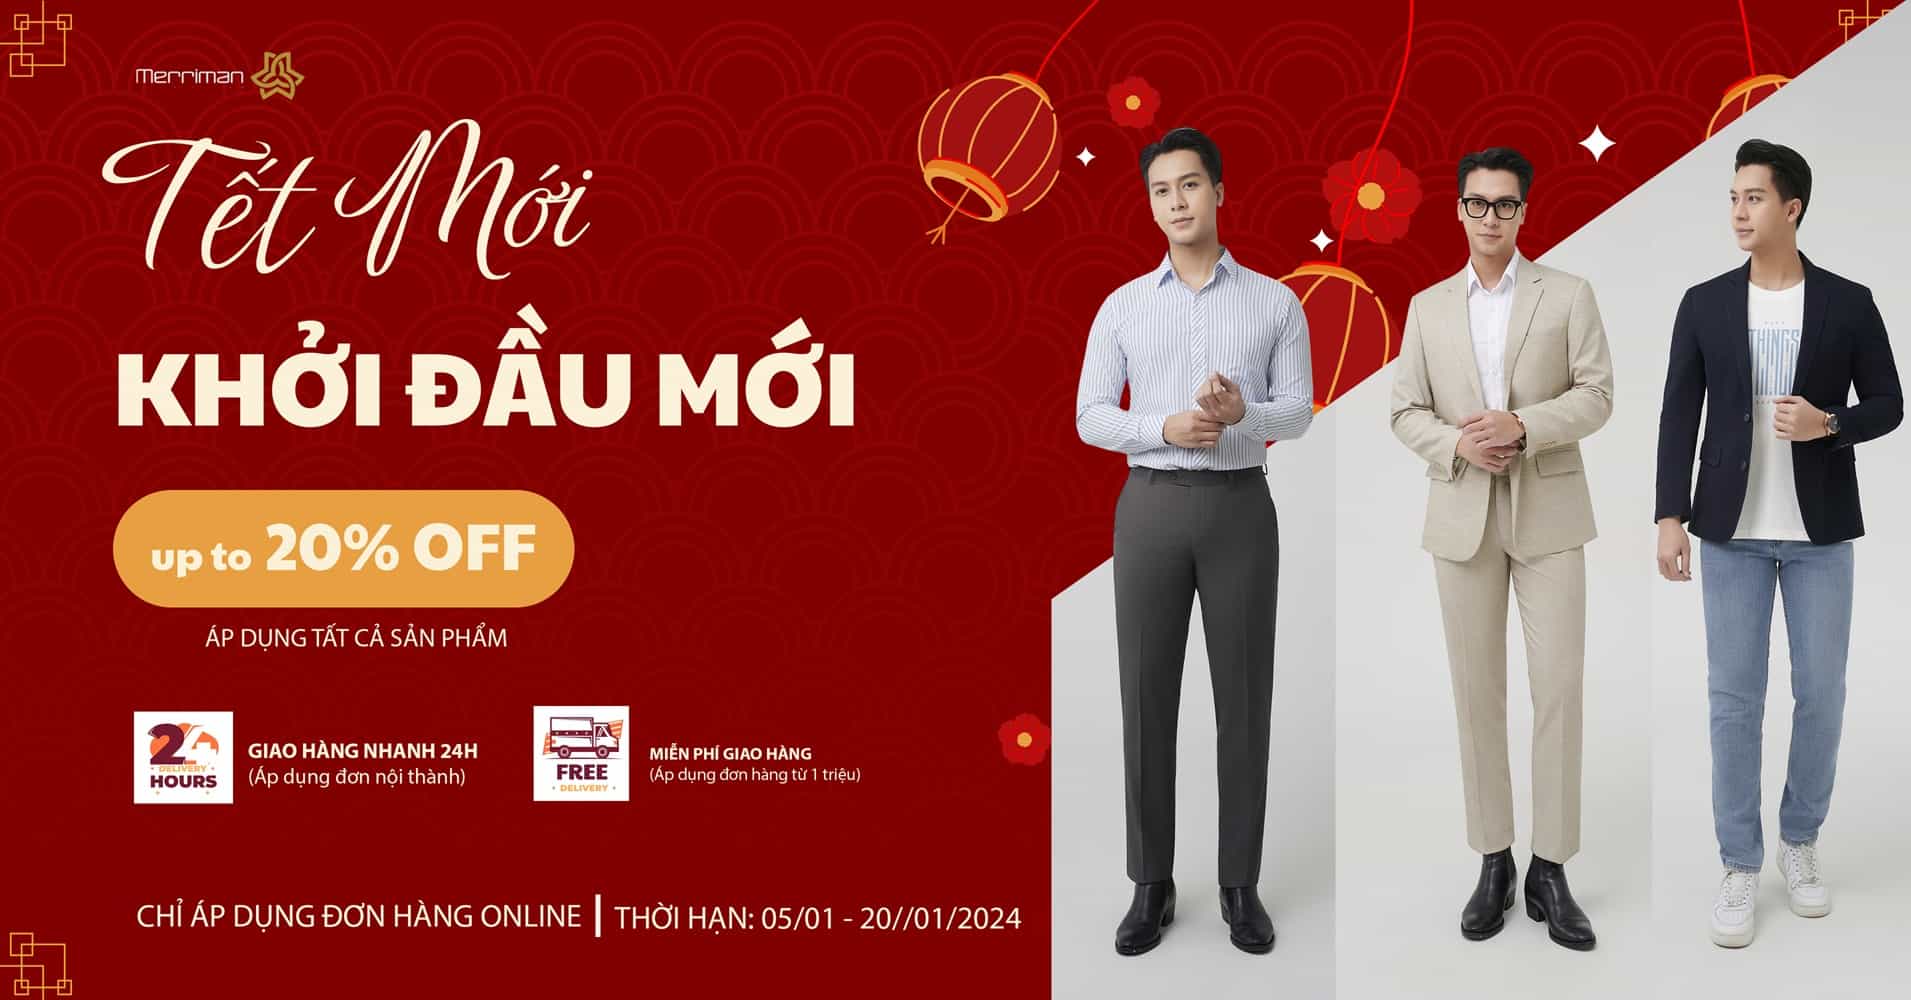 merriman
Tết Mới
KHỞI ĐẦU MỚI
up to 20% OFF
ÁP DỤNG TẤT CẢ SẢN PHẨM
24
DELIVERY
HOURS
GIAO HÀNG NHANH 24H
(Áp dụng đơn nội thành)
FREE
DELIVERY
MIỄN PHÍ GIAO HÀNG
(Áp dụng đơn hàng từ 1 triệu)
CHỈ ÁP DỤNG ĐƠN HÀNG ONLINE | THỜI HẠN: 05/01 - 20//01/2024
THINGS